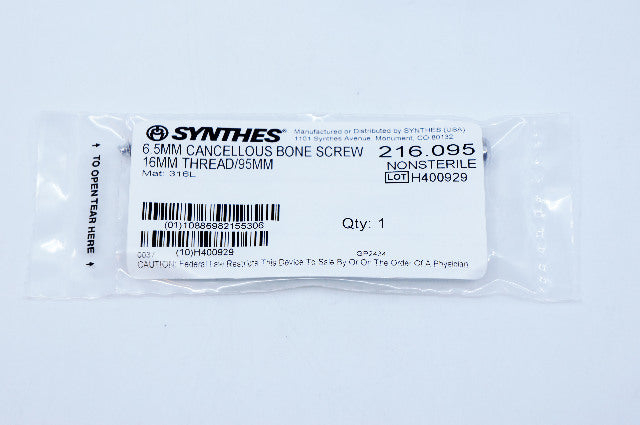 ↑ TO OPEN TEAR HERE ↑
SYNTHES®
Manufactured or Distributed by SYNTHES (USA)
1101 Synthes Avenue, Monument, CO 80132
6.5MM CANCELLOUS BONE SCREW
16MM THREAD/95MM
Mat: 316L
216.095
NONSTERILE
LOT H400929
(01)10886982155306
Qty: 1
(10)H400929
0037
GP2424
CAUTION: Federal Law Restricts This Device To Sale By Or On The Order Of A Physician